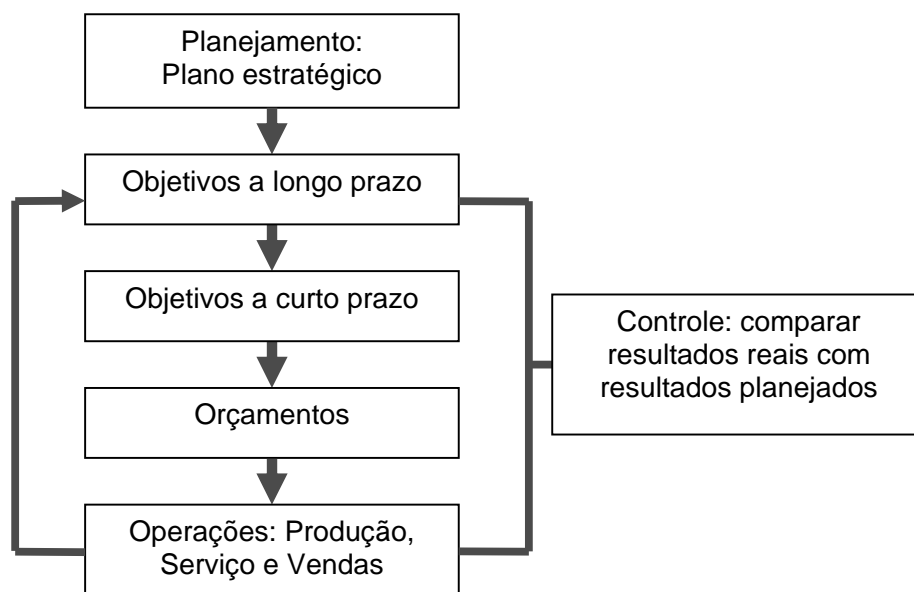 Planejamento:
Plano estratégico
Objetivos a longo prazo
Objetivos a curto prazo
Controle: comparar
resultados reais com
resultados planejados
Orçamentos
Operações: Produção,
Serviço e Vendas